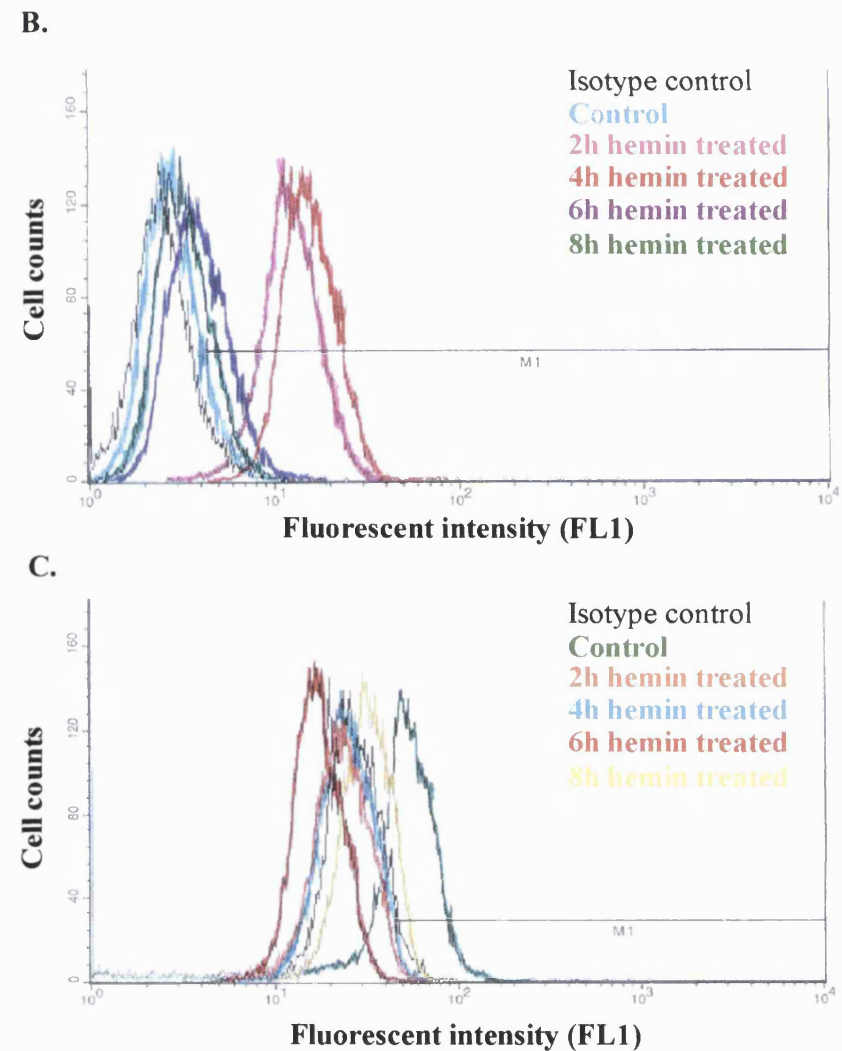 B.
Isotype control
Control
2h hemin treated
4h hemin treated
6h hemin treated
8h hemin treated
160
120
80
40
0
Cell counts
M1
10^0 10^1 10^2 10^3 10^4
Fluorescent intensity (FL1)
C.
Isotype control
Control
2h hemin treated
4h hemin treated
6h hemin treated
8h hemin treated
160
120
80
40
0
Cell counts
M1
10^0 10^1 10^2 10^3 10^4
Fluorescent intensity (FL1)